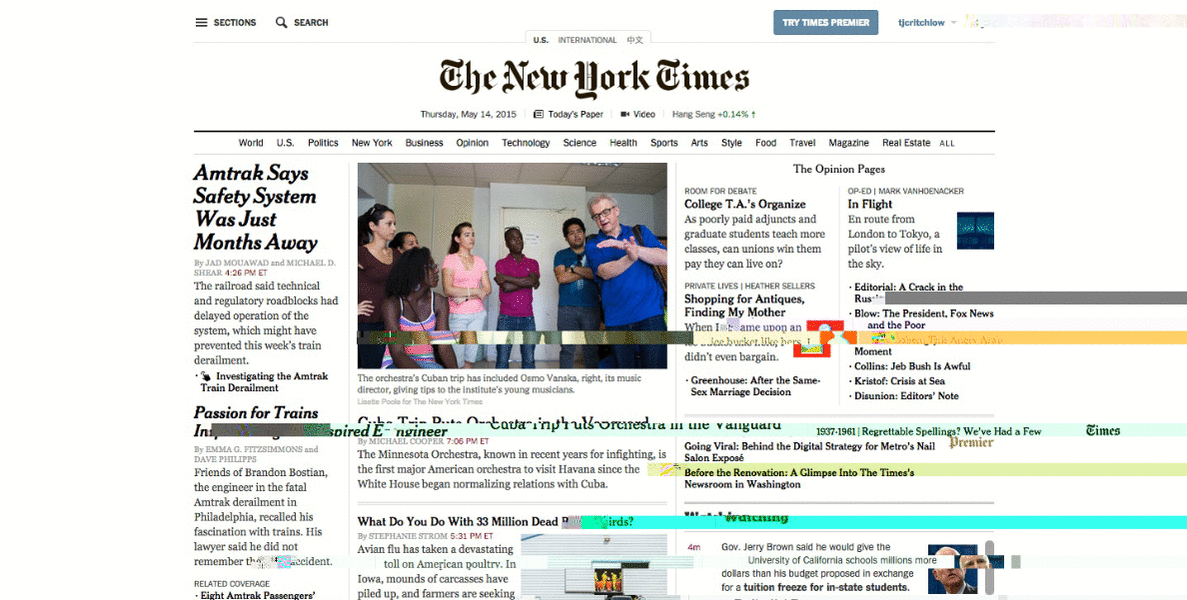 SECTIONS
SEARCH
TRY TIMES PREMIER
tjcritchlow
U.S. INTERNATIONAL 中文
The New York Times
Thursday, May 14, 2015
Today's Paper
Video
Hang Seng +0.14% ↑
World U.S. Politics New York Business Opinion Technology Science Health Sports Arts Style Food Travel Magazine Real Estate ALL
Amtrak Says
Safety System
Was Just
Months Away
By JAD MOUAWAD and MICHAEL D.
SHEAR 4:26 PM ET
The railroad said technical
and regulatory roadblocks had
delayed operation of the
system, which might have
prevented this week's train
derailment.
Investigating the Amtrak
Train Derailment
Passion for Trains
spired E ngineer
By EMMA G. FITZSIMMONS and
DAVE PHILIPPS
Friends of Brandon Bostian,
the engineer in the fatal
Amtrak derailment in
Philadelphia, recalled his
fascination with trains. His
lawyer said he did not
remember accident.
RELATED COVERAGE
· Eight Amtrak Passengers'
The orchestra's Cuban trip has included Osmo Vanska, right, its music
director, giving tips to the institute's young musicians.
Lisette Poole for The New York Times
Cuba Trip Puts Orchestra in the Vanguard
By MICHAEL COOPER 7:06 PM ET
The Minnesota Orchestra, known in recent years for infighting, is
the first major American orchestra to visit Havana since the
White House began normalizing relations with Cuba.
What Do You Do With 33 Million Dead
By STEPHANIE STROM 5:31 PM ET
Avian flu has taken a devastating
toll on American poultry. In
Iowa, mounds of carcasses have
piled up, and farmers are seeking
The Opinion Pages
ROOM FOR DEBATE
College T.A.'s Organize
As poorly paid adjuncts and
graduate students teach more
classes, can unions win them
pay they can live on?
PRIVATE LIVES | HEATHER SELLERS
Shopping for Antiques,
Finding My Mother
When I came upon an
ice bucket like hers, I
didn't even bargain.
· Greenhouse: After the Same-
Sex Marriage Decision
OP-ED | MARK VANHOENACKER
In Flight
En route from
London to Tokyo, a
pilot's view of life in
the sky.
· Editorial: A Crack in the
· Blow: The President, Fox News
and the Poor
Moment
· Collins: Jeb Bush Is Awful
· Kristof: Crisis at Sea
· Disunion: Editors' Note
1937-1961 | Regrettable Spellings? We've Had a Few
Times
Premier
Going Viral: Behind the Digital Strategy for Metro's Nail
Salon Exposé
Before the Renovation: A Glimpse Into The Times's
Newsroom in Washington
Watching
4m
Gov. Jerry Brown said he would give the
University of California schools millions more
dollars than his budget proposed in exchange
for a tuition freeze for in-state students.